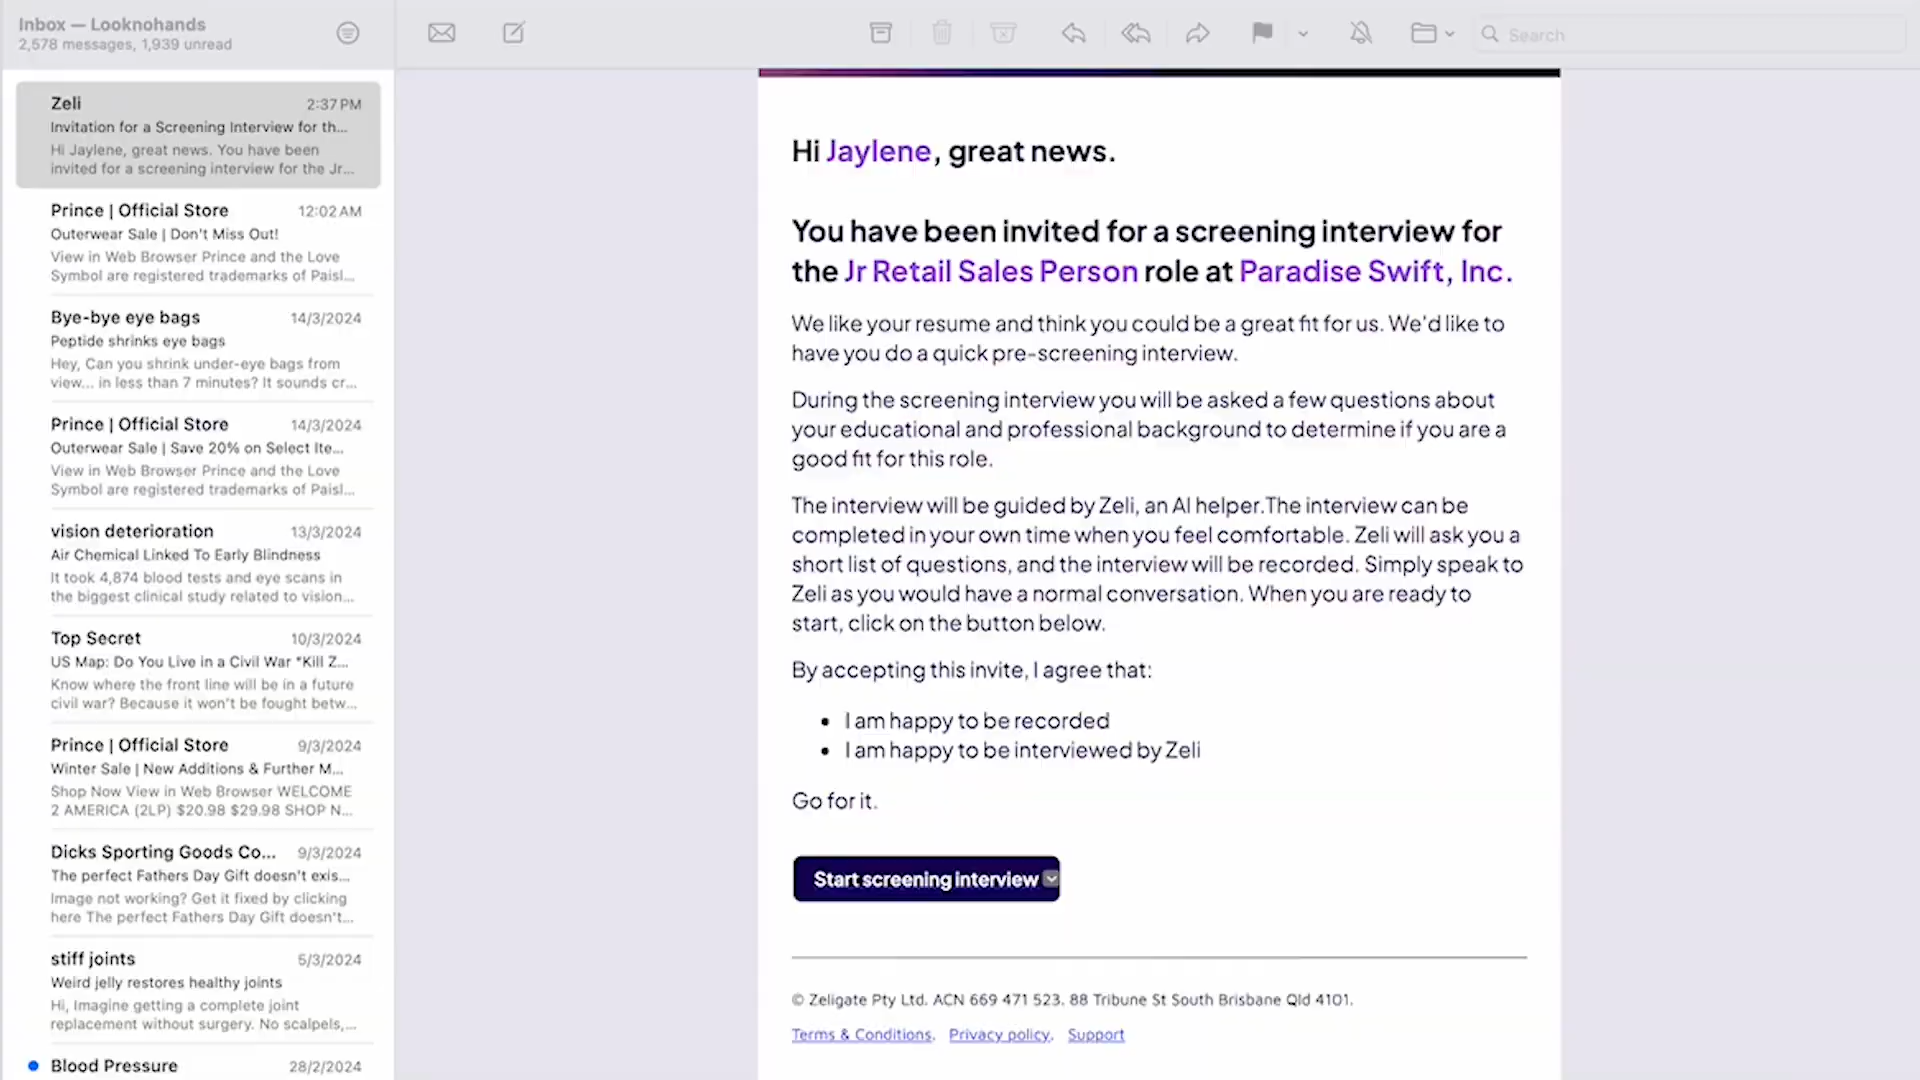 Inbox — Looknohands
2,578 messages, 1,939 unread
Search
Zeli 2:37 PM
Invitation for a Screening Interview for th...
Hi Jaylene, great news. You have been
invited for a screening interview for the Jr...
Prince | Official Store 12:02 AM
Outerwear Sale | Don't Miss Out!
View in Web Browser Prince and the Love
Symbol are registered trademarks of Paisl...
Bye-bye eye bags 14/3/2024
Peptide shrinks eye bags
Hey, Can you shrink under-eye bags from
view... in less than 7 minutes? It sounds cr...
Prince | Official Store 14/3/2024
Outerwear Sale | Save 20% on Select Ite...
View in Web Browser Prince and the Love
Symbol are registered trademarks of Paisl...
vision deterioration 13/3/2024
Air Chemical Linked To Early Blindness
It took 4,874 blood tests and eye scans in
the biggest clinical study related to vision...
Top Secret 10/3/2024
US Map: Do You Live in a Civil War "Kill Z...
Know where the front line will be in a future
civil war? Because it won't be fought betw...
Prince | Official Store 9/3/2024
Winter Sale | New Additions & Further M...
Shop Now View in Web Browser WELCOME
2 AMERICA (2LP) $20.98 $29.98 SHOP N...
Dicks Sporting Goods Co... 9/3/2024
The perfect Fathers Day Gift doesn't exis...
Image not working? Get it fixed by clicking
here The perfect Fathers Day Gift doesn't...
stiff joints 5/3/2024
Weird jelly restores healthy joints
Hi, Imagine getting a complete joint
replacement without surgery. No scalpels,...
Blood Pressure 28/2/2024
Hi Jaylene, great news.
You have been invited for a screening interview for
the Jr Retail Sales Person role at Paradise Swift, Inc.
We like your resume and think you could be a great fit for us. We'd like to
have you do a quick pre-screening interview.
During the screening interview you will be asked a few questions about
your educational and professional background to determine if you are a
good fit for this role.
The interview will be guided by Zeli, an AI helper.The interview can be
completed in your own time when you feel comfortable. Zeli will ask you a
short list of questions, and the interview will be recorded. Simply speak to
Zeli as you would have a normal conversation. When you are ready to
start, click on the button below.
By accepting this invite, I agree that:
• I am happy to be recorded
• I am happy to be interviewed by Zeli
Go for it.
Start screening interview
© Zeligate Pty Ltd. ACN 669 471 523. 88 Tribune St South Brisbane Qld 4101.
Terms & Conditions. Privacy policy. Support